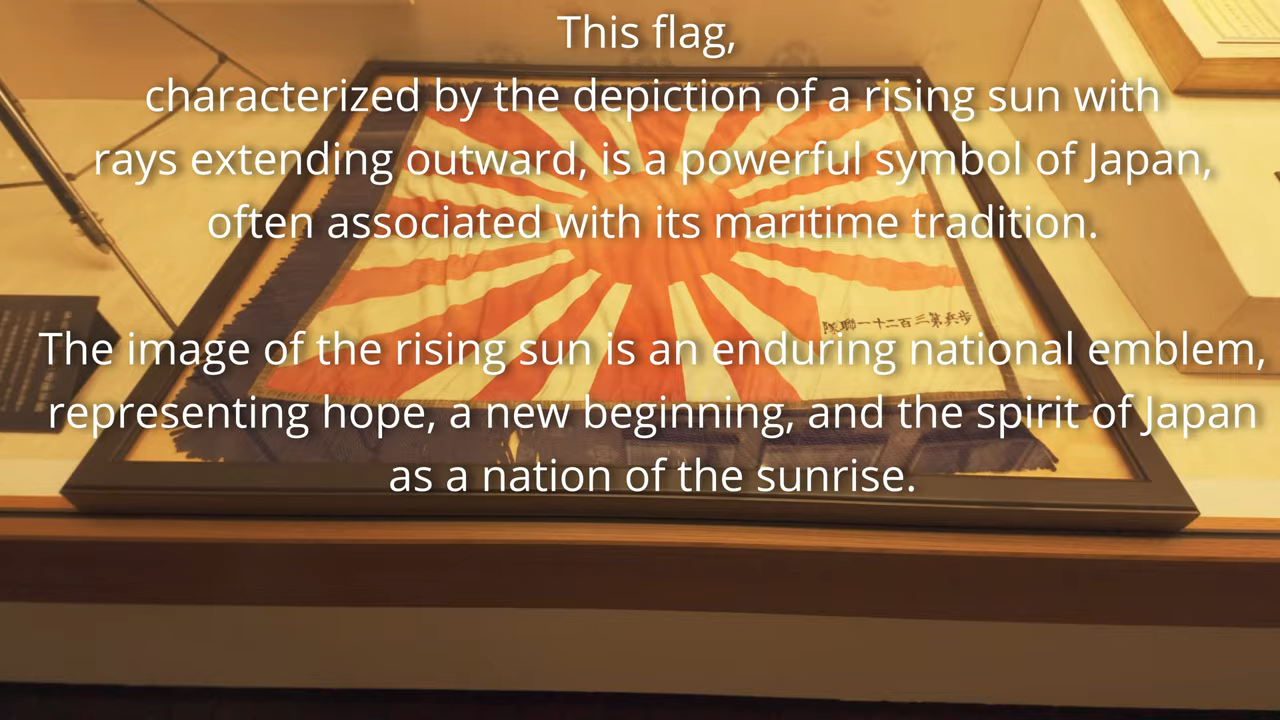 This flag,
characterized by the depiction of a rising sun with
rays extending outward, is a powerful symbol of Japan,
often associated with its maritime tradition.
歩兵第三百二十一聯隊
The image of the rising sun is an enduring national emblem,
representing hope, a new beginning, and the spirit of Japan
as a nation of the sunrise.